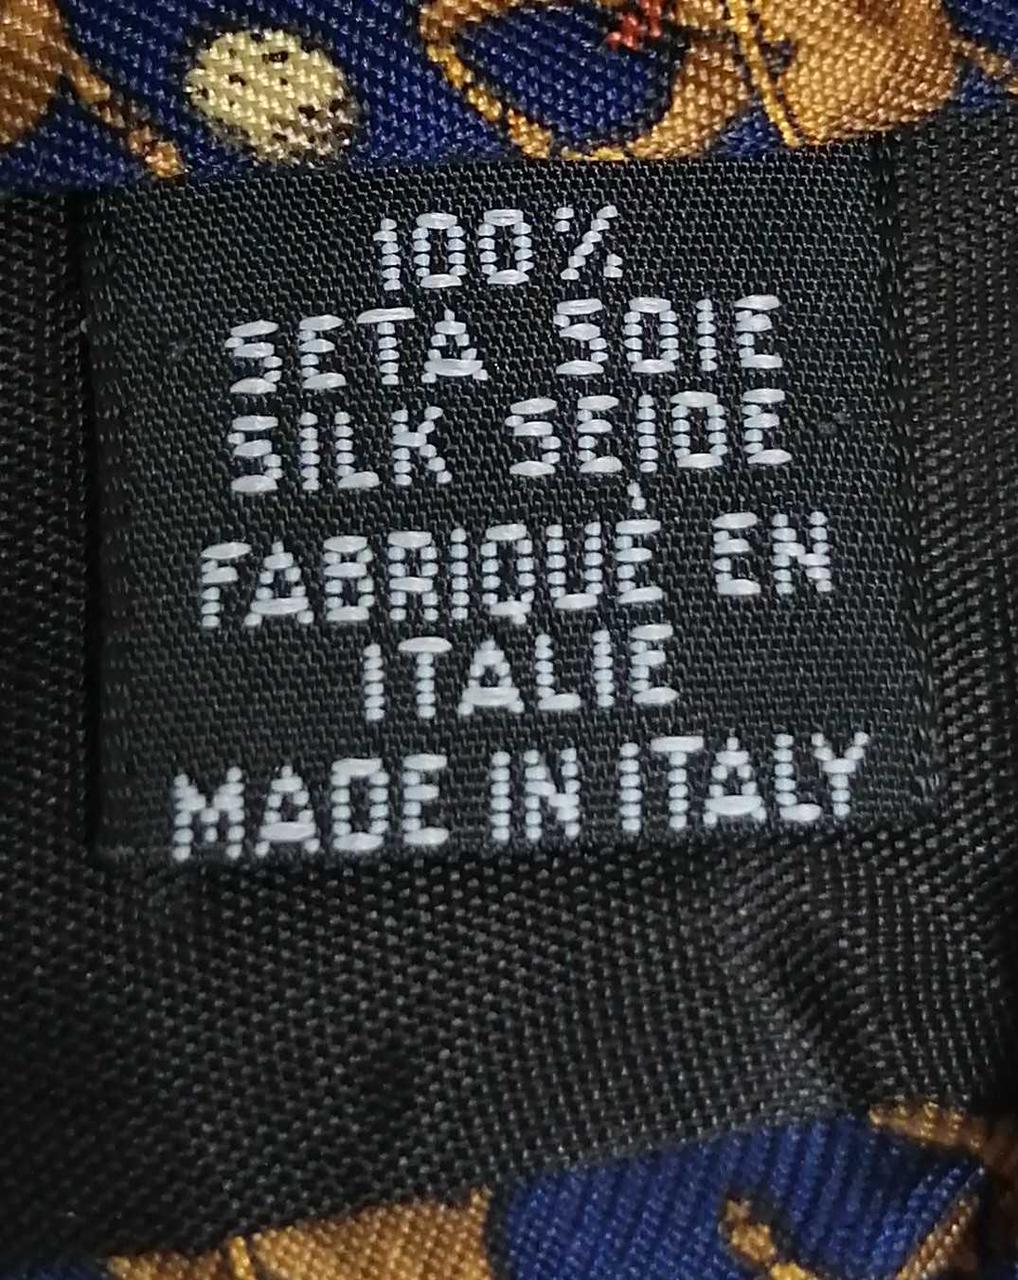 100%
SETA SOIE
SILK SEIDE
FABRIQUÉ EN
ITALIE
MADE IN ITALY